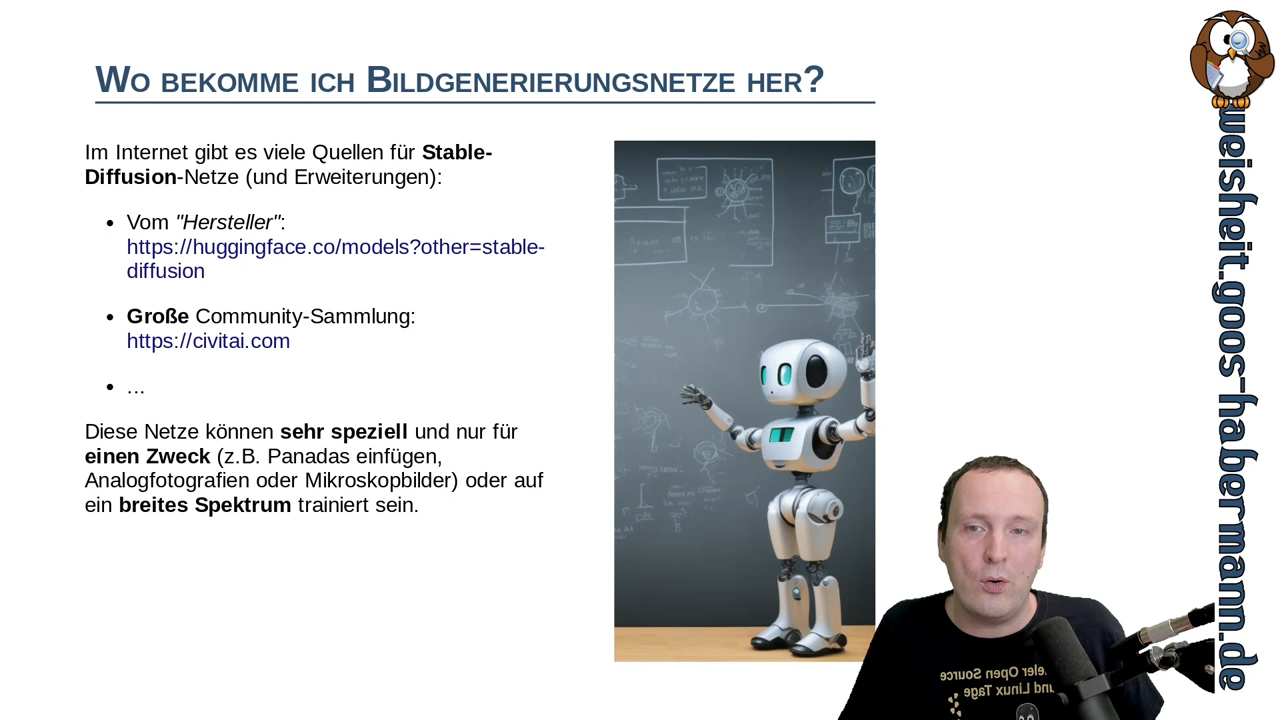 Wo bekomme ich Bildgenerierungsnetze her?
Im Internet gibt es viele Quellen für Stable-
Diffusion-Netze (und Erweiterungen):
• Vom "Hersteller":
https://huggingface.co/models?other=stable-
diffusion
• Große Community-Sammlung:
https://civitai.com
• ...
Diese Netze können sehr speziell und nur für
einen Zweck (z.B. Panadas einfügen,
Analogfotografien oder Mikroskopbilder) oder auf
ein breites Spektrum trainiert sein.
weisheit.goos-habermann.de
eler Open Source
und Linux Tage